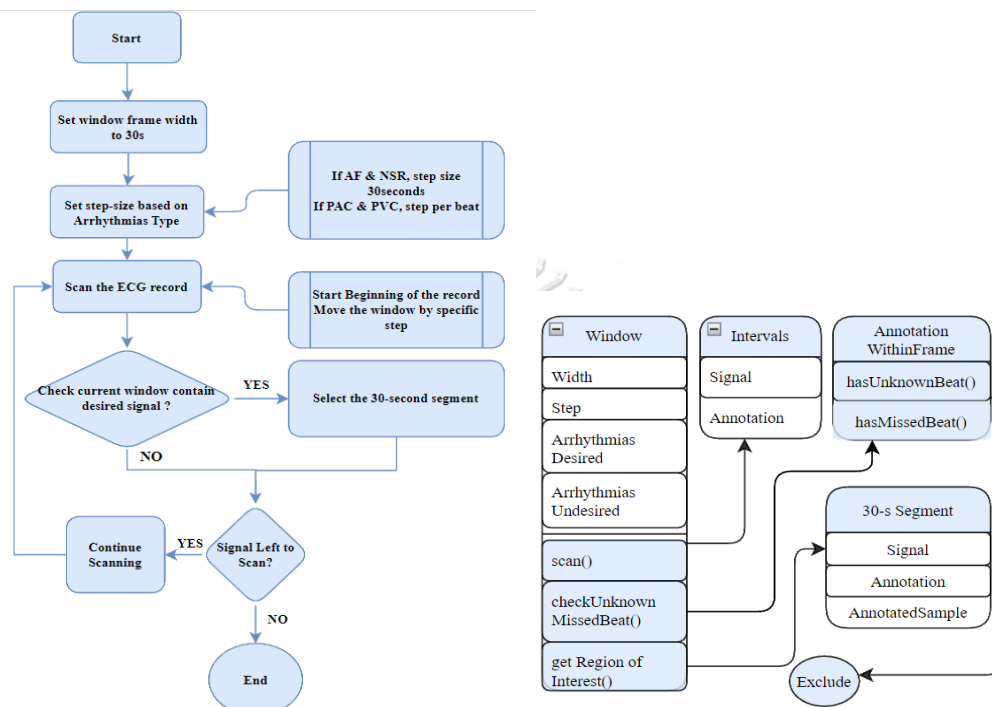 Start
Set window frame width
to 30s
If AF & NSR, step size
30seconds
If PAC & PVC, step per beat
Set step-size based on
Arrhythmias Type
Scan the ECG record
Start Beginning of the record
Move the window by specific
step
Check current window contain
desired signal ?
YES
Select the 30-second segment
NO
Continue
Scanning
YES
Signal Left to
Scan?
NO
End
Window
Width
Step
Arrhythmias
Desired
Arrhythmias
Undesired
scan()
checkUnknown
MissedBeat()
get Region of
Interest()
Intervals
Signal
Annotation
Annotation
WithinFrame
hasUnknownBeat()
hasMissedBeat()
30-s Segment
Signal
Annotation
AnnotatedSample
Exclude